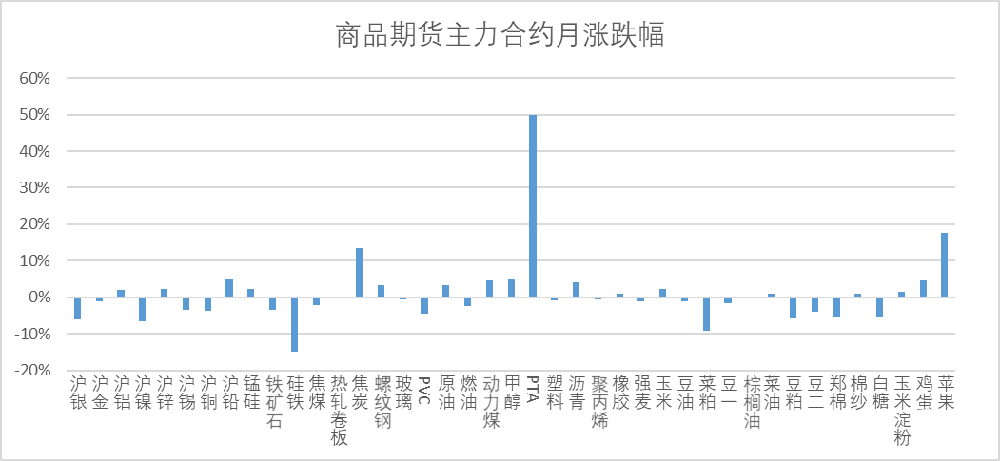 商品期货主力合约月涨跌幅
60%
50%
40%
30%
20%
10%
0%
-10%
-20%
沪银
沪金
沪铝
沪镍
沪锌
沪锡
沪铜
沪铅
锰硅
铁矿石
硅铁
焦煤
热轧卷板
焦炭
螺纹钢
玻璃
PVC
原油
燃油
动力煤
甲醇
PTA
塑料
沥青
聚丙烯
橡胶
强麦
玉米
豆油
菜粕
豆一
棕榈油
菜油
豆粕
豆二
郑棉
棉纱
白糖
玉米淀粉
鸡蛋
苹果